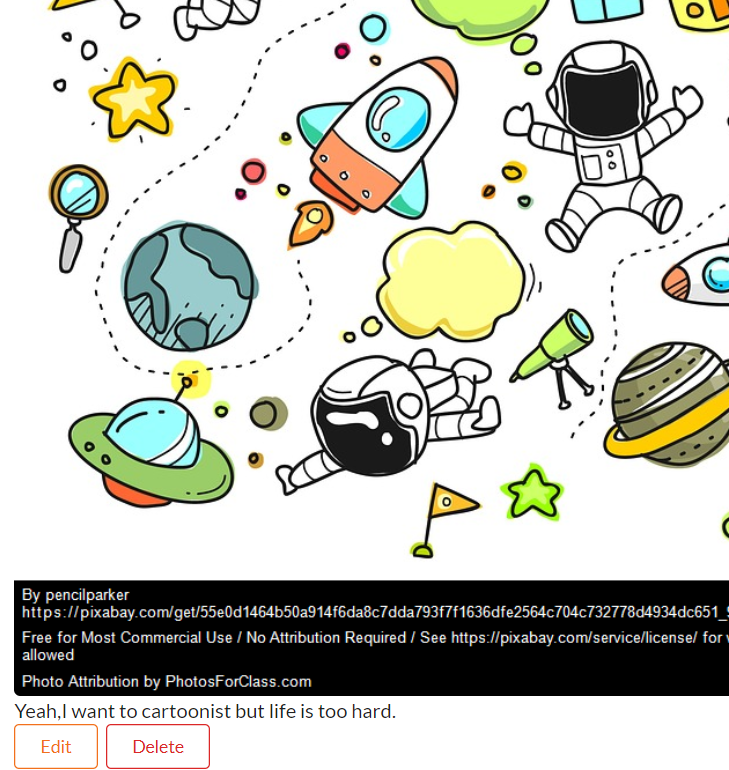 By pencilparker
https://pixabay.com/get/55e0d1464b50a914f6da8c7dda793f7f1636dfe2564c704c732778d4934dc651_
Free for Most Commercial Use / No Attribution Required / See https://pixabay.com/service/license/ for
allowed
Photo Attribution by PhotosForClass.com
Yeah,I want to cartoonist but life is too hard.
Edit Delete